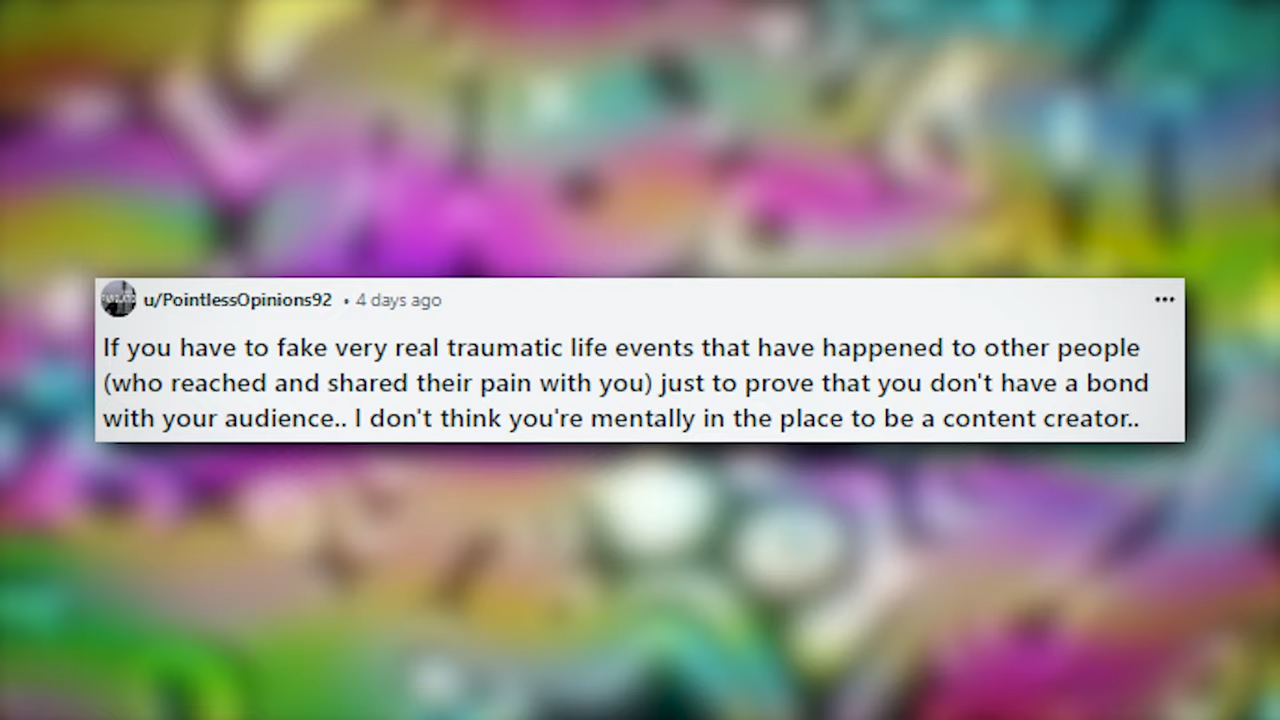 u/PointlessOpinions92 • 4 days ago
If you have to fake very real traumatic life events that have happened to other people
(who reached and shared their pain with you) just to prove that you don't have a bond
with your audience.. I don't think you're mentally in the place to be a content creator..